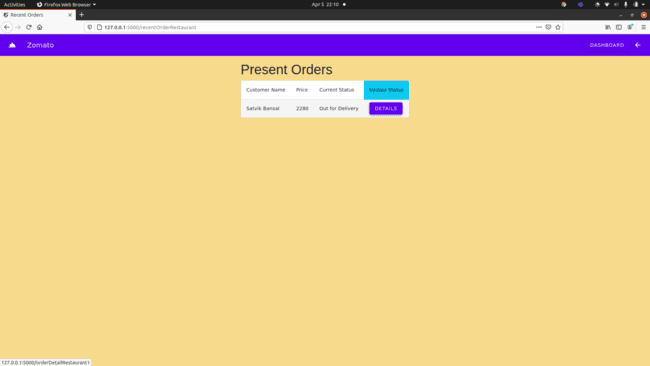 Activities Firefox Web Browser Apr 5 22:10
Recent Orders
127.0.0.1:5000/recentOrderRestaurant
Zomato DASHBOARD
Present Orders
Customer Name Price Current Status Update Status
Satvik Bansal 2280 Out for Delivery DETAILS
127.0.0.1:5000/orderDetailRestaurant1